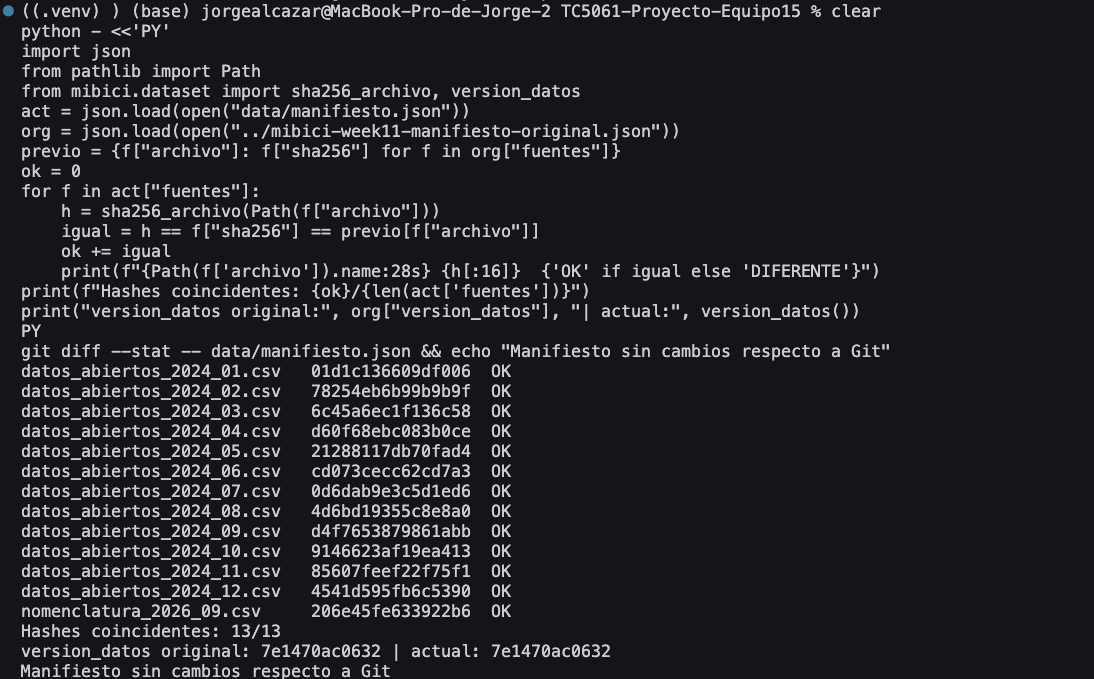 ((.venv) ) (base) jorgealcazar@MacBook-Pro-de-Jorge-2 TC5061-Proyecto-Equipo15 % clear
python - <<'PY'
import json
from pathlib import Path
from mibici.dataset import sha256_archivo, version_datos
act = json.load(open("data/manifiesto.json"))
org = json.load(open("../mibici-week11-manifiesto-original.json"))
previo = {f["archivo"]: f["sha256"] for f in org["fuentes"]}
ok = 0
for f in act["fuentes"]:
    h = sha256_archivo(Path(f["archivo"]))
    igual = h == f["sha256"] == previo[f["archivo"]]
    ok += igual
    print(f"{Path(f['archivo']).name:28s} {h[:16]}  {'OK' if igual else 'DIFERENTE'}")
print(f"Hashes coincidentes: {ok}/{len(act['fuentes'])}")
print("version_datos original:", org["version_datos"], "| actual:", version_datos())
PY
git diff --stat -- data/manifiesto.json && echo "Manifiesto sin cambios respecto a Git"
datos_abiertos_2024_01.csv   01d1c136609df006  OK
datos_abiertos_2024_02.csv   78254eb6b99b9b9f  OK
datos_abiertos_2024_03.csv   6c45a6ec1f136c58  OK
datos_abiertos_2024_04.csv   d60f68ebc083b0ce  OK
datos_abiertos_2024_05.csv   21288117db70fad4  OK
datos_abiertos_2024_06.csv   cd073cecc62cd7a3  OK
datos_abiertos_2024_07.csv   0d6dab9e3c5d1ed6  OK
datos_abiertos_2024_08.csv   4d6bd19355c8e8a0  OK
datos_abiertos_2024_09.csv   d4f7653879861abb  OK
datos_abiertos_2024_10.csv   9146623af19ea413  OK
datos_abiertos_2024_11.csv   85607feef22f75f1  OK
datos_abiertos_2024_12.csv   4541d595fb6c5390  OK
nomenclatura_2026_09.csv     206e45fe633922b6  OK
Hashes coincidentes: 13/13
version_datos original: 7e1470ac0632 | actual: 7e1470ac0632
Manifiesto sin cambios respecto a Git